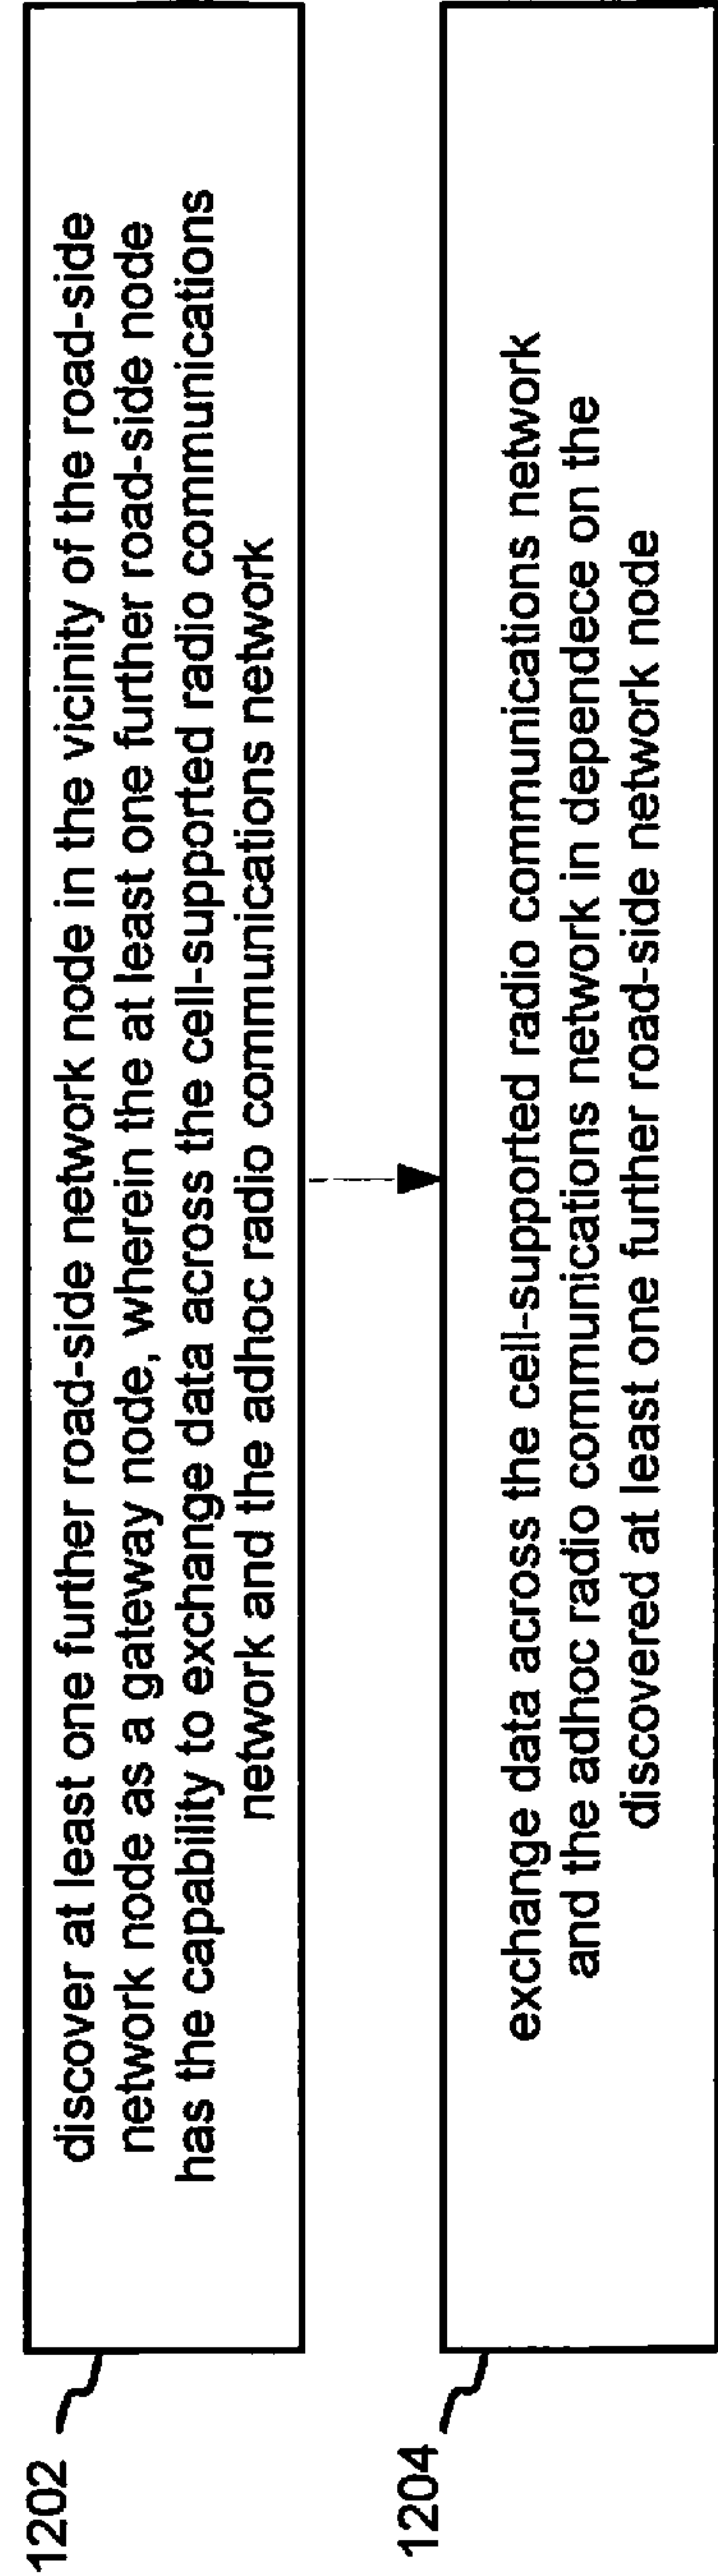 1202
discover at least one further road-side network node in the vicinity of the road-side
network node as a gateway node, wherein the at least one further road-side node
has the capability to exchange data across the cell-supported radio communications
network and the adhoc radio communications network
1204
exchange data across the cell-supported radio communications network
and the adhoc radio communications network in dependece on the
discovered at least one further road-side network node